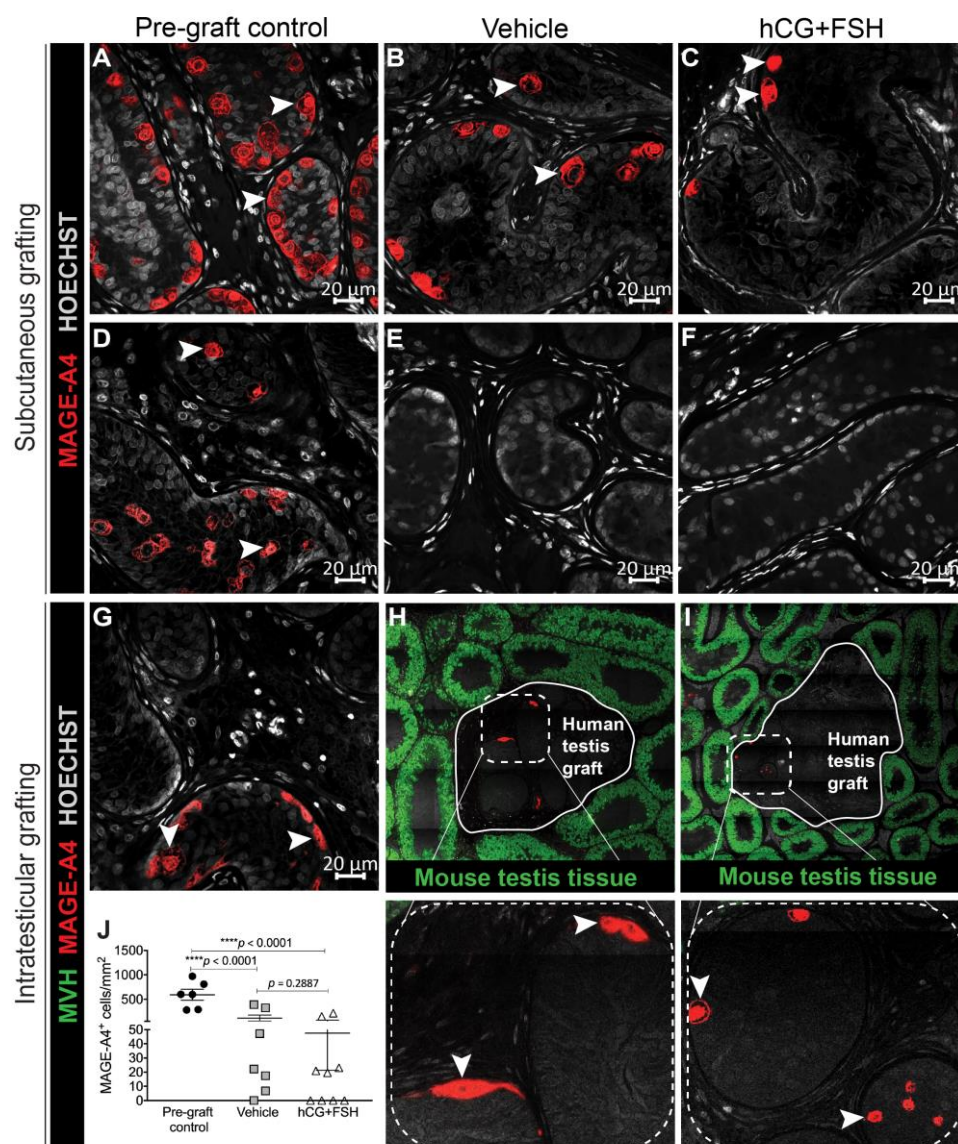 Pre-graft control
Vehicle
hCG+FSH
Subcutaneous grafting
MAGE-A4 HOECHST
A
20 μm
B
20 μm
C
20 μm
D
20 μm
E
20 μm
F
20 μm
Intratesticular grafting
MVH MAGE-A4 HOECHST
G
20 μm
H
Human
testis
graft
Mouse testis tissue
I
Human
testis
graft
Mouse testis tissue
J
****p < 0.0001
****p < 0.0001
p = 0.2887
MAGE-A4+ cells/mm2
1500
1000
500
50
40
30
20
10
0
Pre-graft
control
Vehicle
hCG+FSH